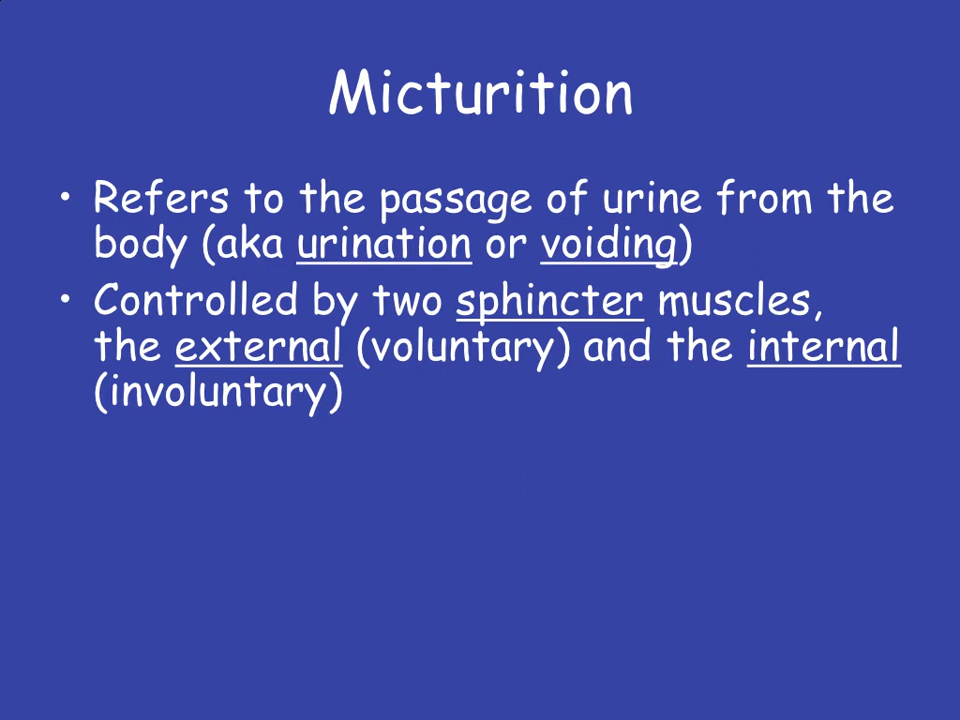 Micturition
• Refers to the passage of urine from the
body (aka urination or voiding)
• Controlled by two sphincter muscles,
the external (voluntary) and the internal
(involuntary)